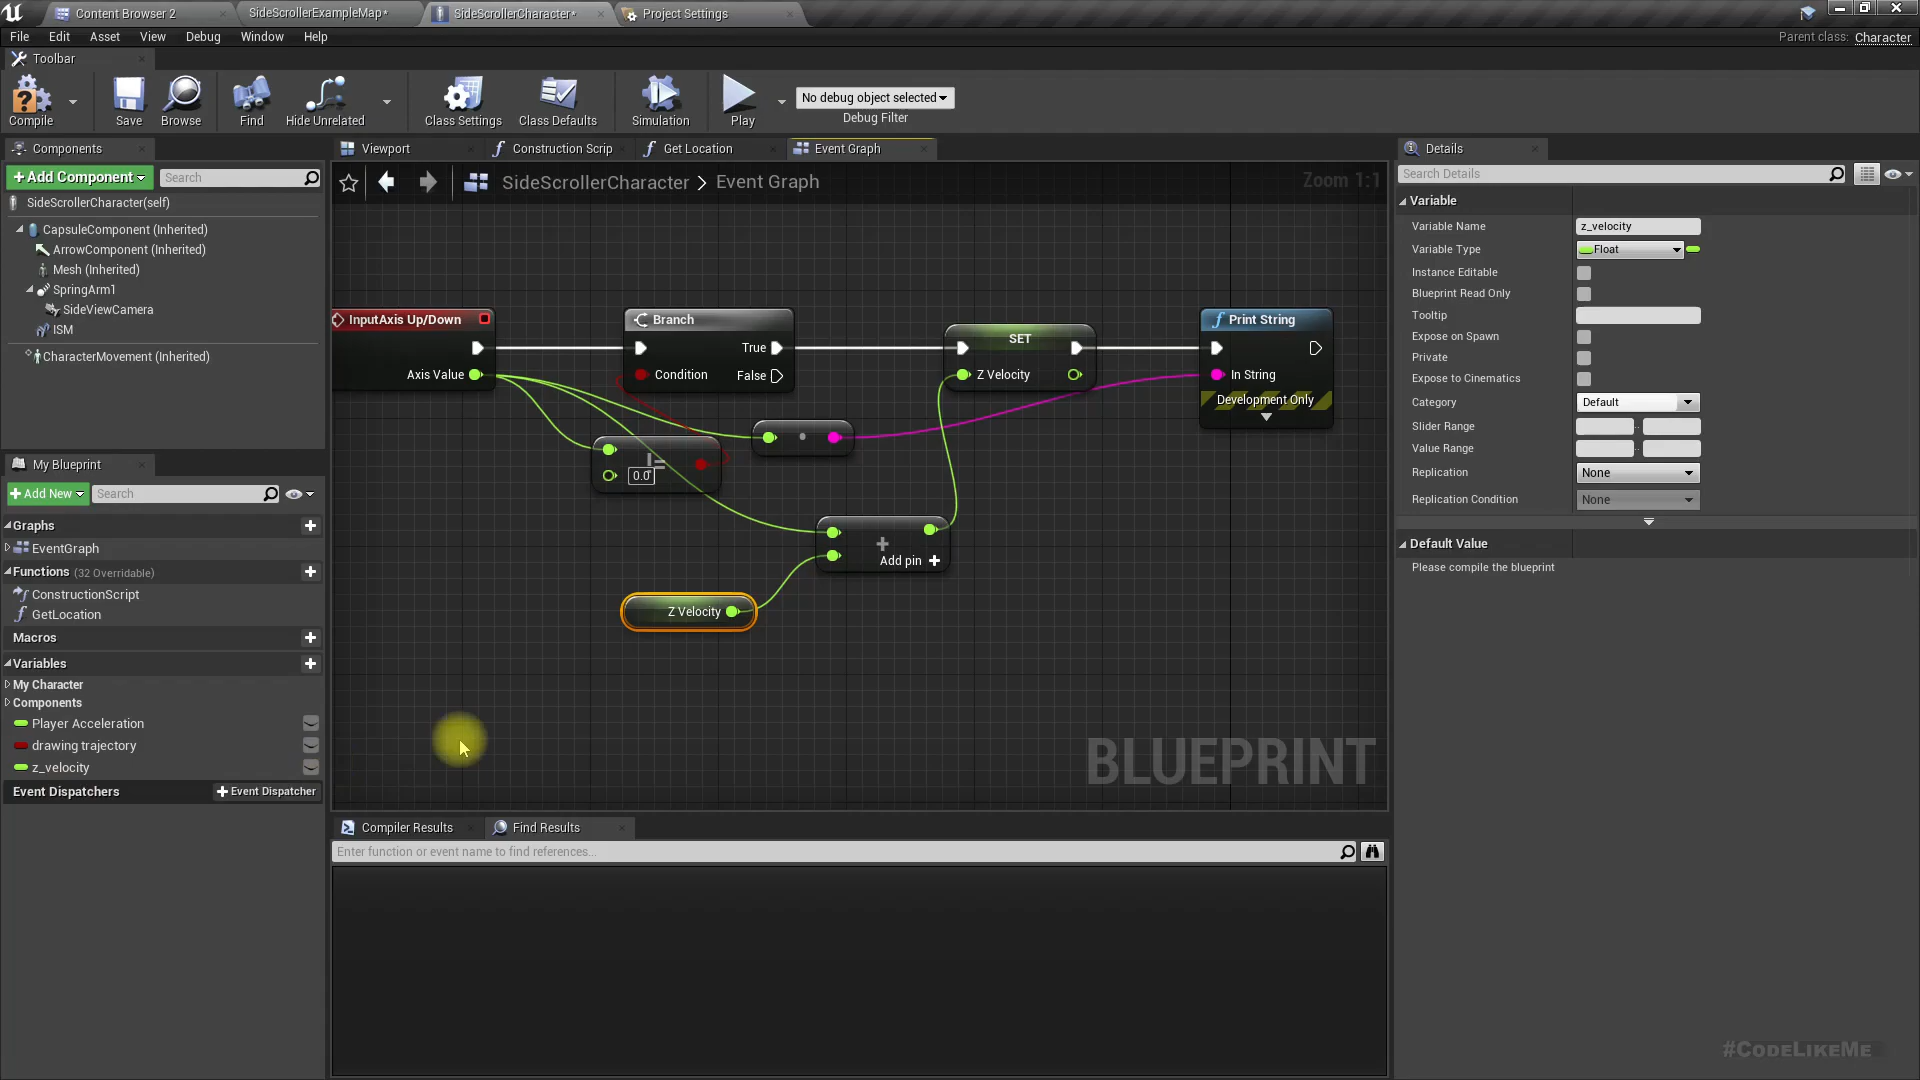 Content Browser 2
SideScrollerExampleMap*
SideScrollerCharacter*
Project Settings
File Edit Asset View Debug Window Help
Parent class: Character
Toolbar
Compile
Save
Browse
Find
Hide Unrelated
Class Settings
Class Defaults
Simulation
Play
No debug object selected
Debug Filter
Components
+Add Component
Search
SideScrollerCharacter(self)
CapsuleComponent (Inherited)
ArrowComponent (Inherited)
Mesh (Inherited)
SpringArm1
SideViewCamera
ISM
CharacterMovement (Inherited)
My Blueprint
+Add New
Search
Graphs
EventGraph
Functions (32 Overridable)
ConstructionScript
GetLocation
Macros
Variables
My Character
Components
Player Acceleration
drawing trajectory
z_velocity
Event Dispatchers
+Event Dispatcher
Viewport
Construction Scrip
Get Location
Event Graph
SideScrollerCharacter > Event Graph
Zoom 1:1
InputAxis Up/Down
Axis Value
Branch
True
Condition
False
SET
Z Velocity
Print String
In String
Development Only
!=
0.0
+
Add pin +
Z Velocity
BLUEPRINT
Compiler Results
Find Results
Enter function or event name to find references...
Details
Search Details
Variable
Variable Name z_velocity
Variable Type Float
Instance Editable
Blueprint Read Only
Tooltip
Expose on Spawn
Private
Expose to Cinematics
Category Default
Slider Range
Value Range
Replication None
Replication Condition None
Default Value
Please compile the blueprint
#CodeLikeMe